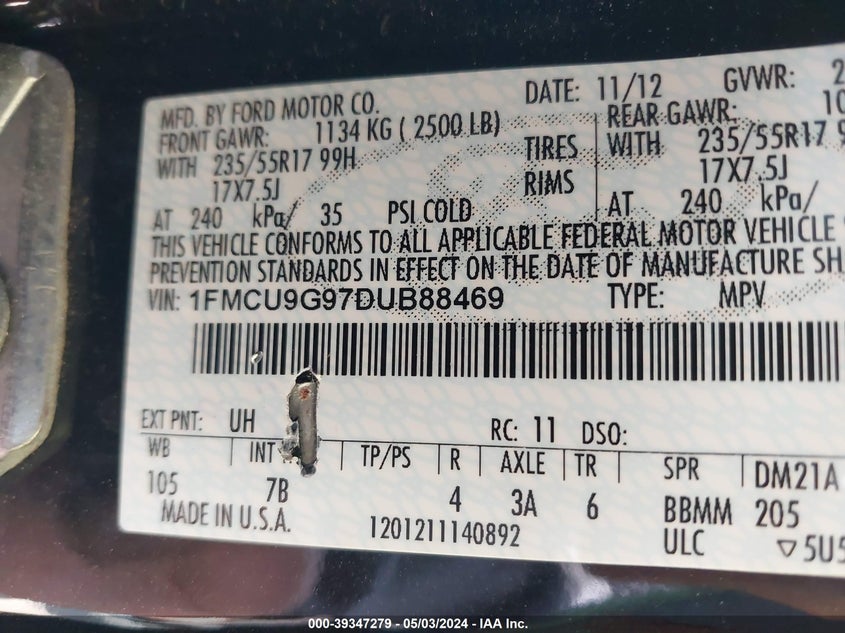 MFD. BY FORD MOTOR CO. DATE: 11/12 GVWR: 2
FRONT GAWR: 1134 KG ( 2500 LB) REAR GAWR: 10
WITH 235/55R17 99H TIRES WITH 235/55R17 9
17X7.5J RIMS 17X7.5J
AT 240 kPa/ 35 PSI COLD AT 240 kPa/
THIS VEHICLE CONFORMS TO ALL APPLICABLE FEDERAL MOTOR VEHICLE
PREVENTION STANDARDS IN EFFECT ON THE DATE OF MANUFACTURE SH
VIN: 1FMCU9G97DUB88469 TYPE: MPV
EXT PNT: UH RC: 11 DSO:
WB INT TP/PS R AXLE TR SPR DM21A
105 7B 4 3A 6 BBMM 205
MADE IN U.S.A. 1201211140892 ULC ▽5U5
000-39347279 - 05/03/2024 - IAA Inc.